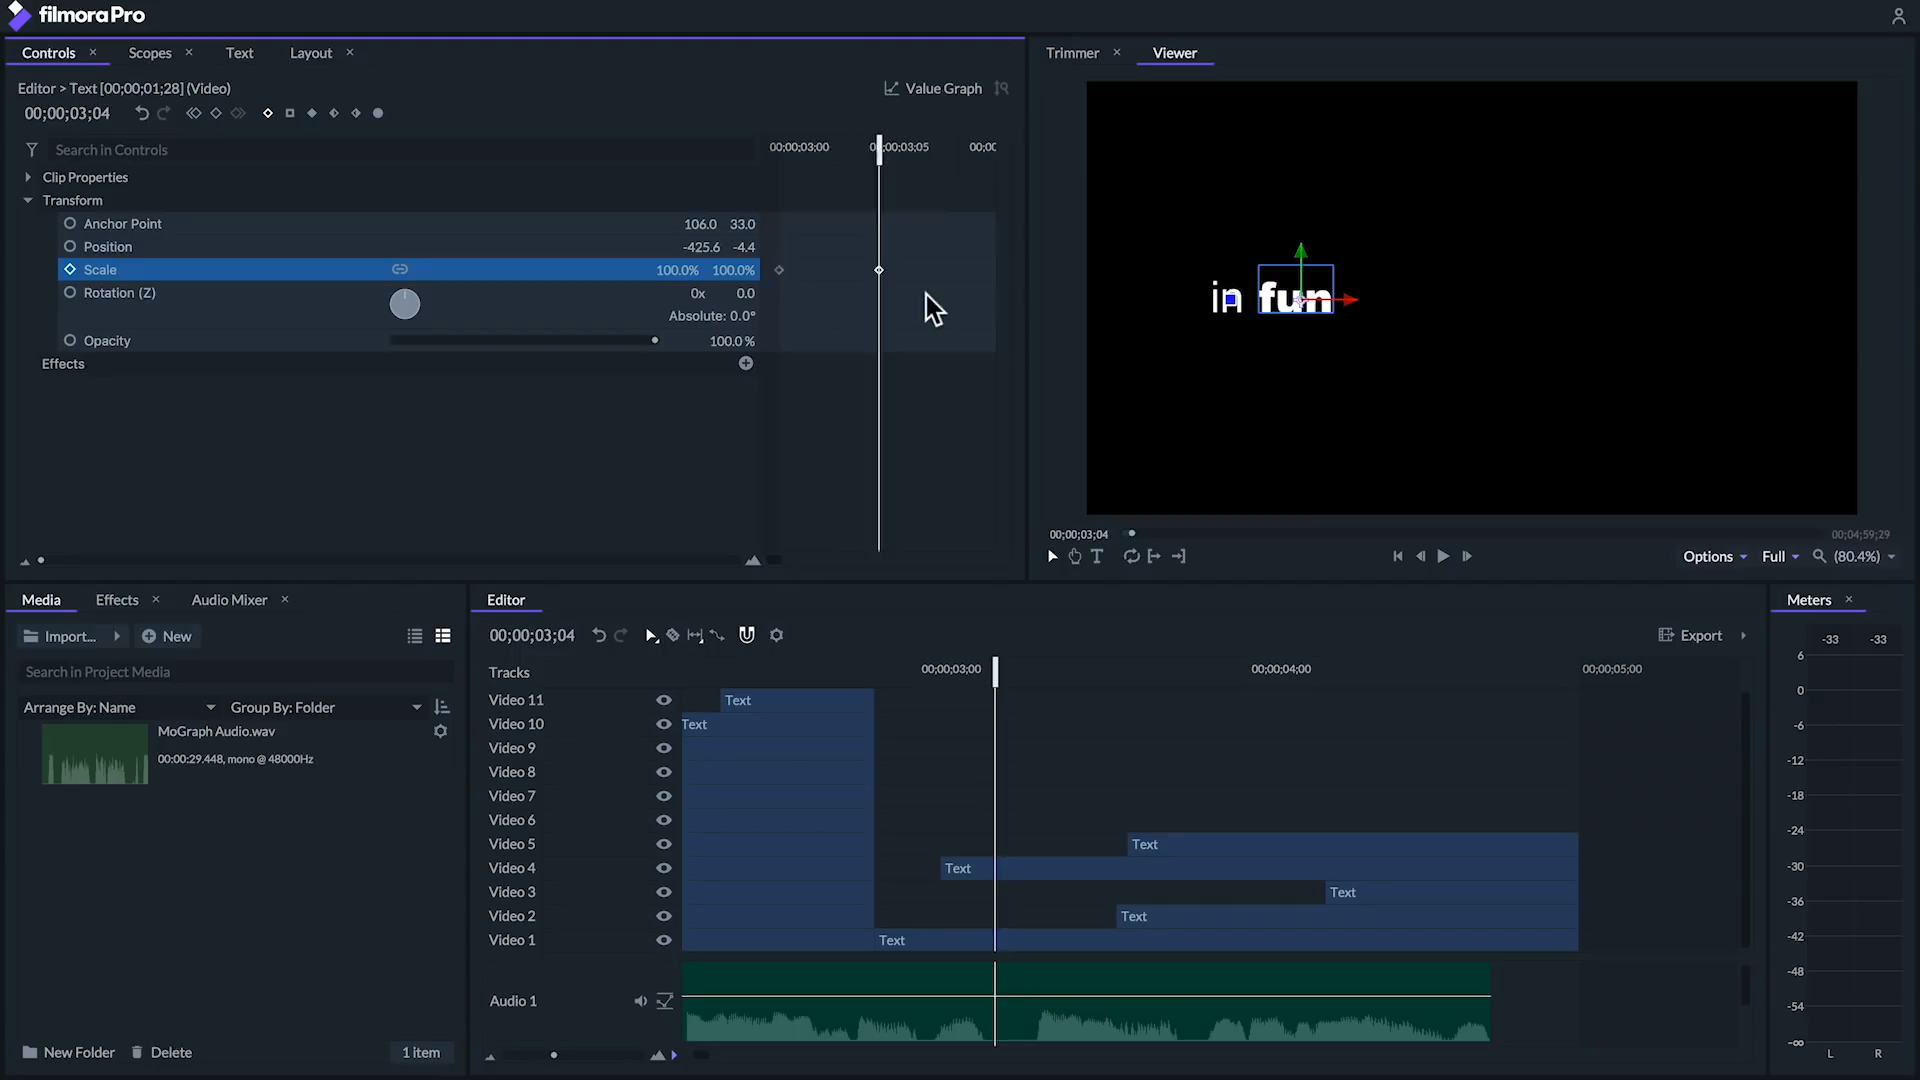 filmoraPro
Controls × Scopes × Text Layout ×
Editor > Text [00;00;01;28] (Video)
Value Graph
00;00;03;04
Search in Controls
00;00;03;00 00;00;03;05 00;0
Clip Properties
Transform
Anchor Point 106.0 33.0
Position -425.6 -4.4
Scale 100.0% 100.0%
Rotation (Z) 0x 0.0
Absolute: 0.0°
Opacity 100.0 %
Effects
Trimmer × Viewer
in fun
00;00;03;04 00;04;59;29
Options Full (80.4%)
Media Effects × Audio Mixer ×
Import... New
Search in Project Media
Arrange By: Name Group By: Folder
MoGraph Audio.wav
00:00:29.448, mono @ 48000Hz
New Folder Delete 1 item
Editor
00;00;03;04
Export
Tracks 00;00;03;00 00;00;04;00 00;00;05;00
Video 11 Text
Video 10 Text
Video 9
Video 8
Video 7
Video 6
Video 5 Text
Video 4 Text
Video 3 Text
Video 2 Text
Video 1 Text
Audio 1
Meters ×
-33 -33
6
0
-6
-12
-18
-24
-30
-36
-42
-48
-54
-∞
L R